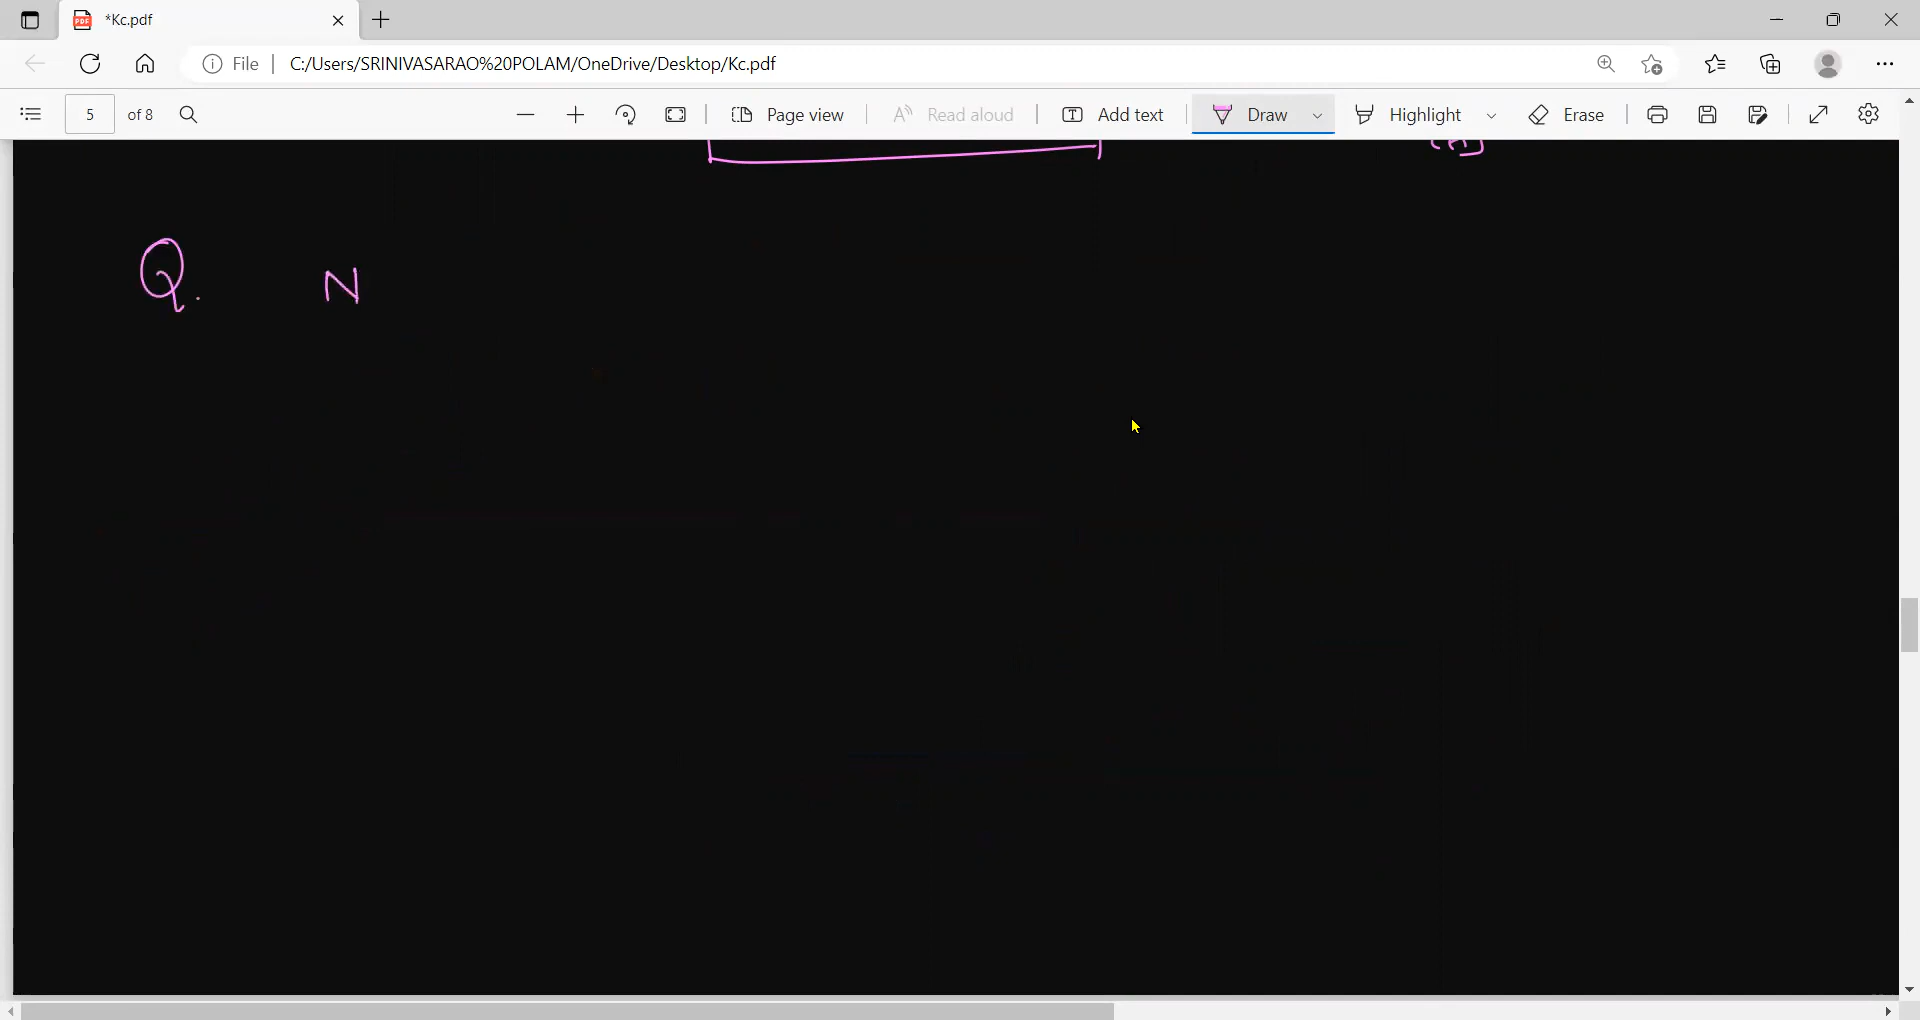 *Kc.pdf
File C:/Users/SRINIVASARAO%20POLAM/OneDrive/Desktop/Kc.pdf
5 of 8 Page view Read aloud Add text Draw Highlight Erase
Q. N